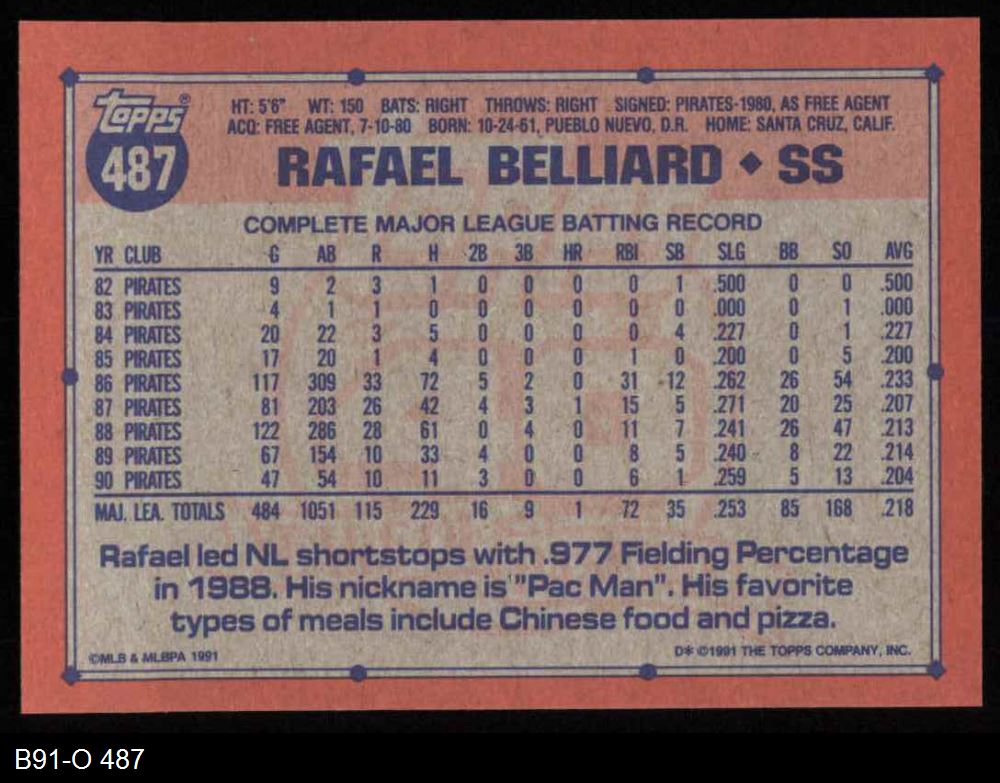 Topps®
487
HT: 5'6" WT: 150 BATS: RIGHT THROWS: RIGHT SIGNED: PIRATES-1980, AS FREE AGENT
ACQ: FREE AGENT, 7-10-80 BORN: 10-24-61, PUEBLO NUEVO, D.R. HOME: SANTA CRUZ, CALIF.
RAFAEL BELLIARD ◆ SS
COMPLETE MAJOR LEAGUE BATTING RECORD
YR CLUB G AB R H 2B 3B HR RBI SB SLG BB SO AVG
82 PIRATES 9 2 3 1 0 0 0 0 1 .500 0 0 .500
83 PIRATES 4 1 1 0 0 0 0 0 0 .000 0 1 .000
84 PIRATES 20 22 3 5 0 0 0 0 4 .227 0 1 .227
85 PIRATES 17 20 1 4 0 0 0 1 0 .200 0 5 .200
86 PIRATES 117 309 33 72 5 2 0 31 12 .262 26 54 .233
87 PIRATES 81 203 26 42 4 3 1 15 5 .271 20 25 .207
88 PIRATES 122 286 28 61 0 4 0 11 7 .241 26 47 .213
89 PIRATES 67 154 10 33 4 0 0 8 5 .240 8 22 .214
90 PIRATES 47 54 10 11 3 0 0 6 1 .259 5 13 .204
MAJ. LEA. TOTALS 484 1051 115 229 16 9 1 72 35 .253 85 168 .218
Rafael led NL shortstops with .977 Fielding Percentage
in 1988. His nickname is "Pac Man". His favorite
types of meals include Chinese food and pizza.
©MLB & MLBPA 1991
D* ©1991 THE TOPPS COMPANY, INC.
B91-O 487